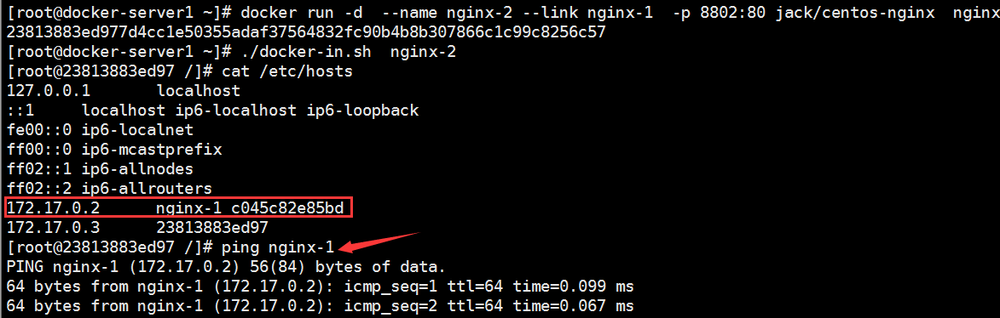 [root@docker-server1 ~]# docker run -d  --name nginx-2 --link nginx-1  -p 8802:80 jack/centos-nginx  nginx
23813883ed977d4cc1e50355adaf37564832fc90b4b8b307866c1c99c8256c57
[root@docker-server1 ~]# ./docker-in.sh  nginx-2
[root@23813883ed97 /]# cat /etc/hosts
127.0.0.1       localhost
::1     localhost ip6-localhost ip6-loopback
fe00::0 ip6-localnet
ff00::0 ip6-mcastprefix
ff02::1 ip6-allnodes
ff02::2 ip6-allrouters
172.17.0.2      nginx-1 c045c82e85bd
172.17.0.3      23813883ed97
[root@23813883ed97 /]# ping nginx-1
PING nginx-1 (172.17.0.2) 56(84) bytes of data.
64 bytes from nginx-1 (172.17.0.2): icmp_seq=1 ttl=64 time=0.099 ms
64 bytes from nginx-1 (172.17.0.2): icmp_seq=2 ttl=64 time=0.067 ms